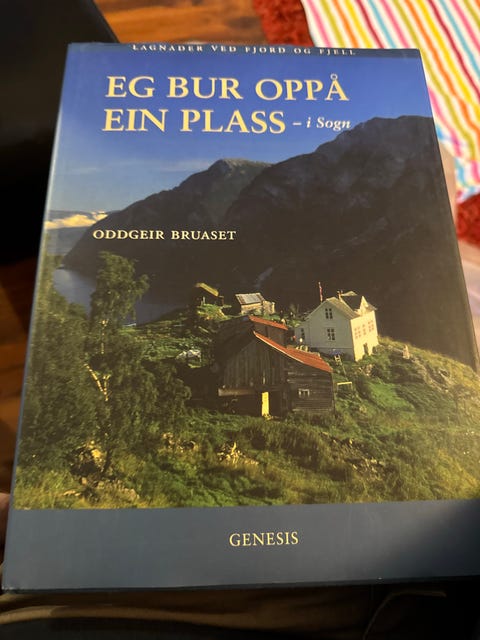 LAGNADER VED FJORD OG FJELL
EG BUR OPPÅ
EIN PLASS – i Sogn
ODDGEIR BRUASET
GENESIS